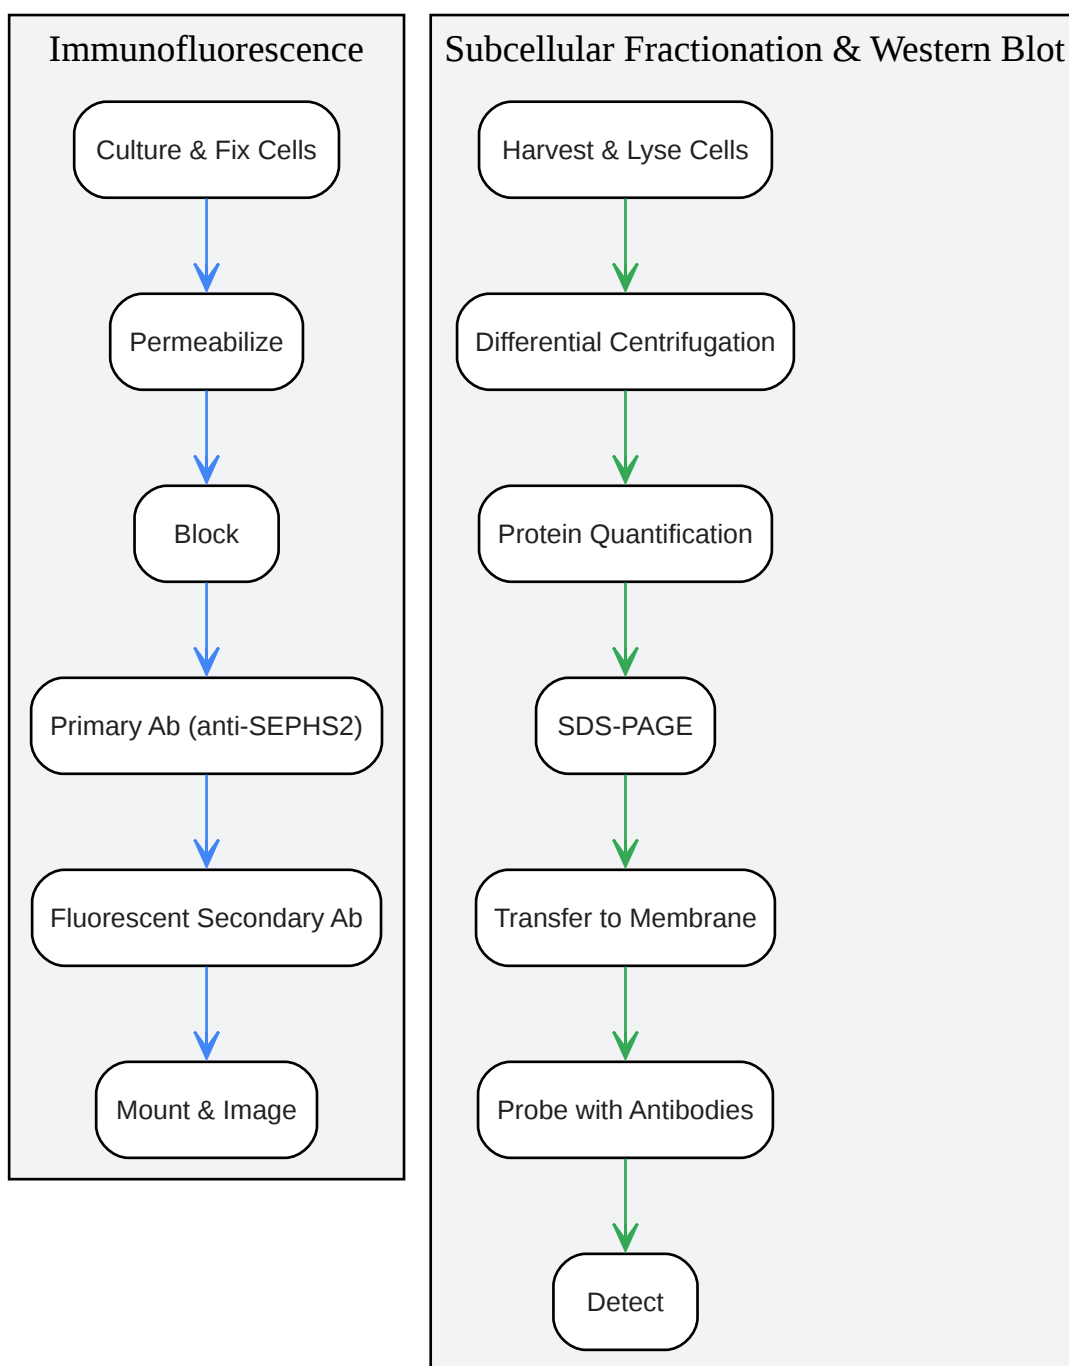 Immunofluorescence
Culture & Fix Cells
Permeabilize
Block
Primary Ab (anti-SEPHS2)
Fluorescent Secondary Ab
Mount & Image
Subcellular Fractionation & Western Blot
Harvest & Lyse Cells
Differential Centrifugation
Protein Quantification
SDS-PAGE
Transfer to Membrane
Probe with Antibodies
Detect